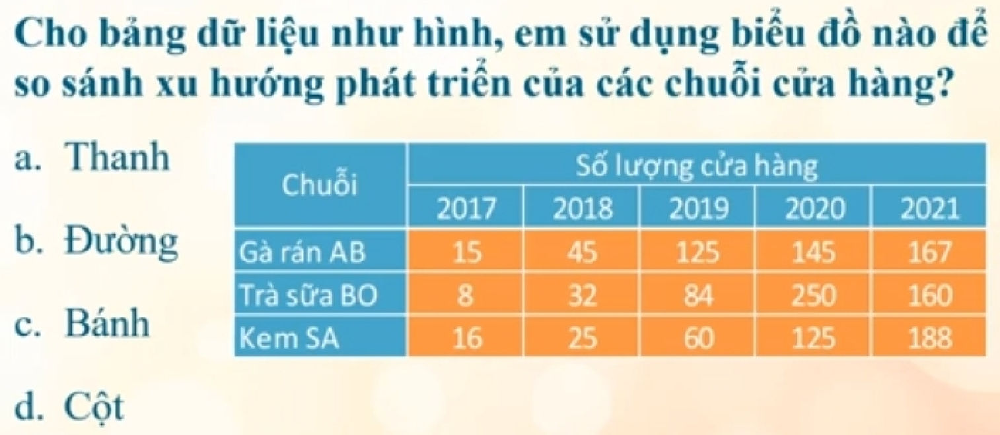 Cho bảng dữ liệu như hình, em sử dụng biểu đồ nào để
so sánh xu hướng phát triển của các chuỗi cửa hàng?
a. Thanh
b. Đường
c. Bánh
d. Cột
Chuỗi Số lượng cửa hàng
2017 2018 2019 2020 2021
Gà rán AB 15 45 125 145 167
Trà sữa BO 8 32 84 250 160
Kem SA 16 25 60 125 188